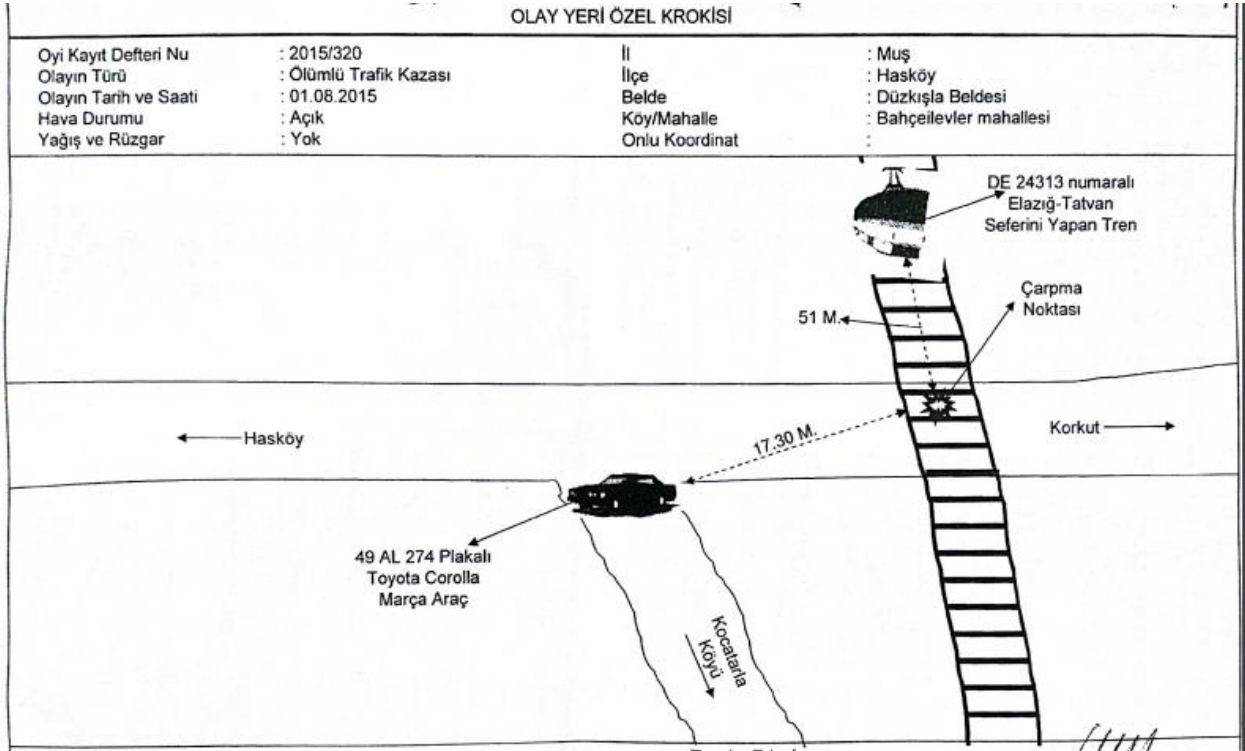 OLAY YERİ ÖZEL KROKİSİ
Oyi Kayıt Defteri Nu : 2015/320
Olayın Türü : Ölümlü Trafik Kazası
Olayın Tarih ve Saati : 01.08.2015
Hava Durumu : Açık
Yağış ve Rüzgar : Yok
İl : Muş
İlçe : Hasköy
Belde : Düzkışla Beldesi
Köy/Mahalle : Bahçeilevler mahallesi
Onlu Koordinat :
DE 24313 numaralı
Elazığ-Tatvan
Seferini Yapan Tren
Çarpma
Noktası
51 M.
17.30 M.
Hasköy
Korkut
49 AL 274 Plakalı
Toyota Corolla
Marça Araç
Kocatarla
Köyü